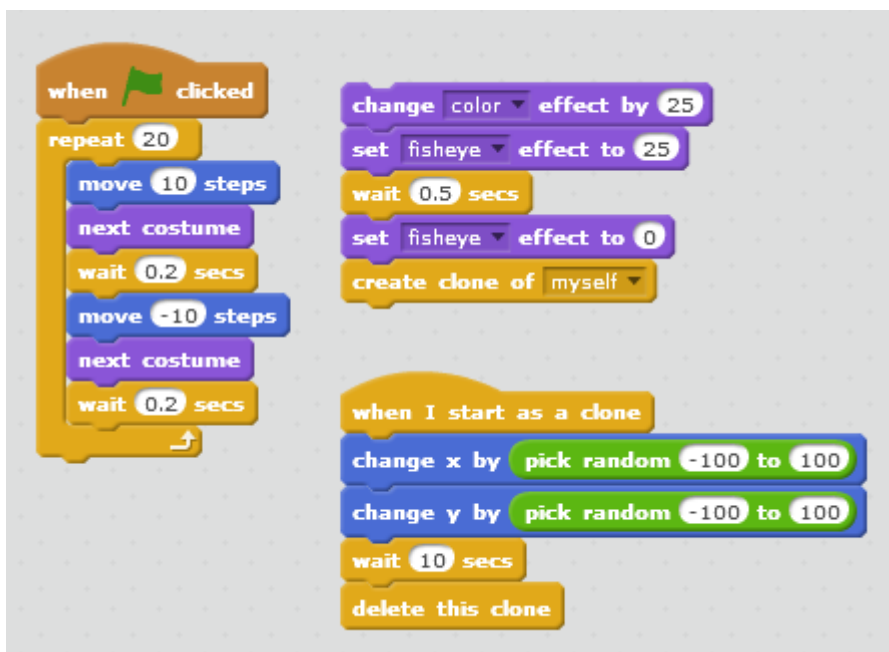 when clicked
repeat 20
move 10 steps
next costume
wait 0.2 secs
move -10 steps
next costume
wait 0.2 secs
change color effect by 25
set fisheye effect to 25
wait 0.5 secs
set fisheye effect to 0
create clone of myself
when I start as a clone
change x by pick random -100 to 100
change y by pick random -100 to 100
wait 10 secs
delete this clone